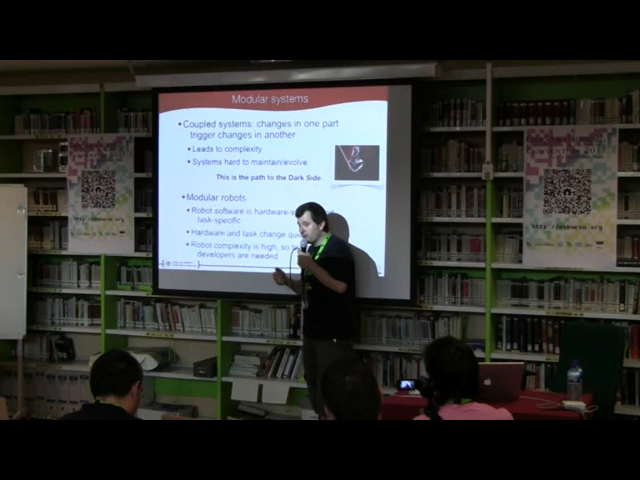 Modular systems
• Coupled systems: changes in one part
trigger changes in another
• Leads to complexity
• Systems hard to maintain/evolve
This is the path to the Dark Side
• Modular robots
• Robot software is hardware-s
task-specific
• Hardware and task change qu
• Robot complexity is high, so
developers are needed